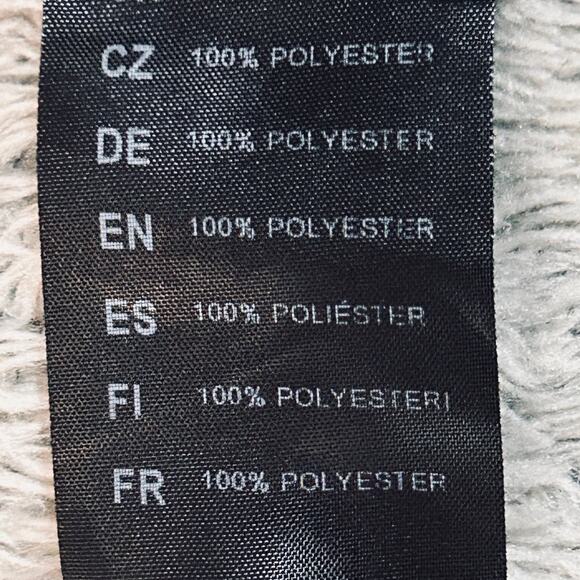 CZ 100% POLYESTER
DE 100% POLYESTER
EN 100% POLYESTER
ES 100% POLIÉSTER
FI 100% POLYESTERI
FR 100% POLYESTER